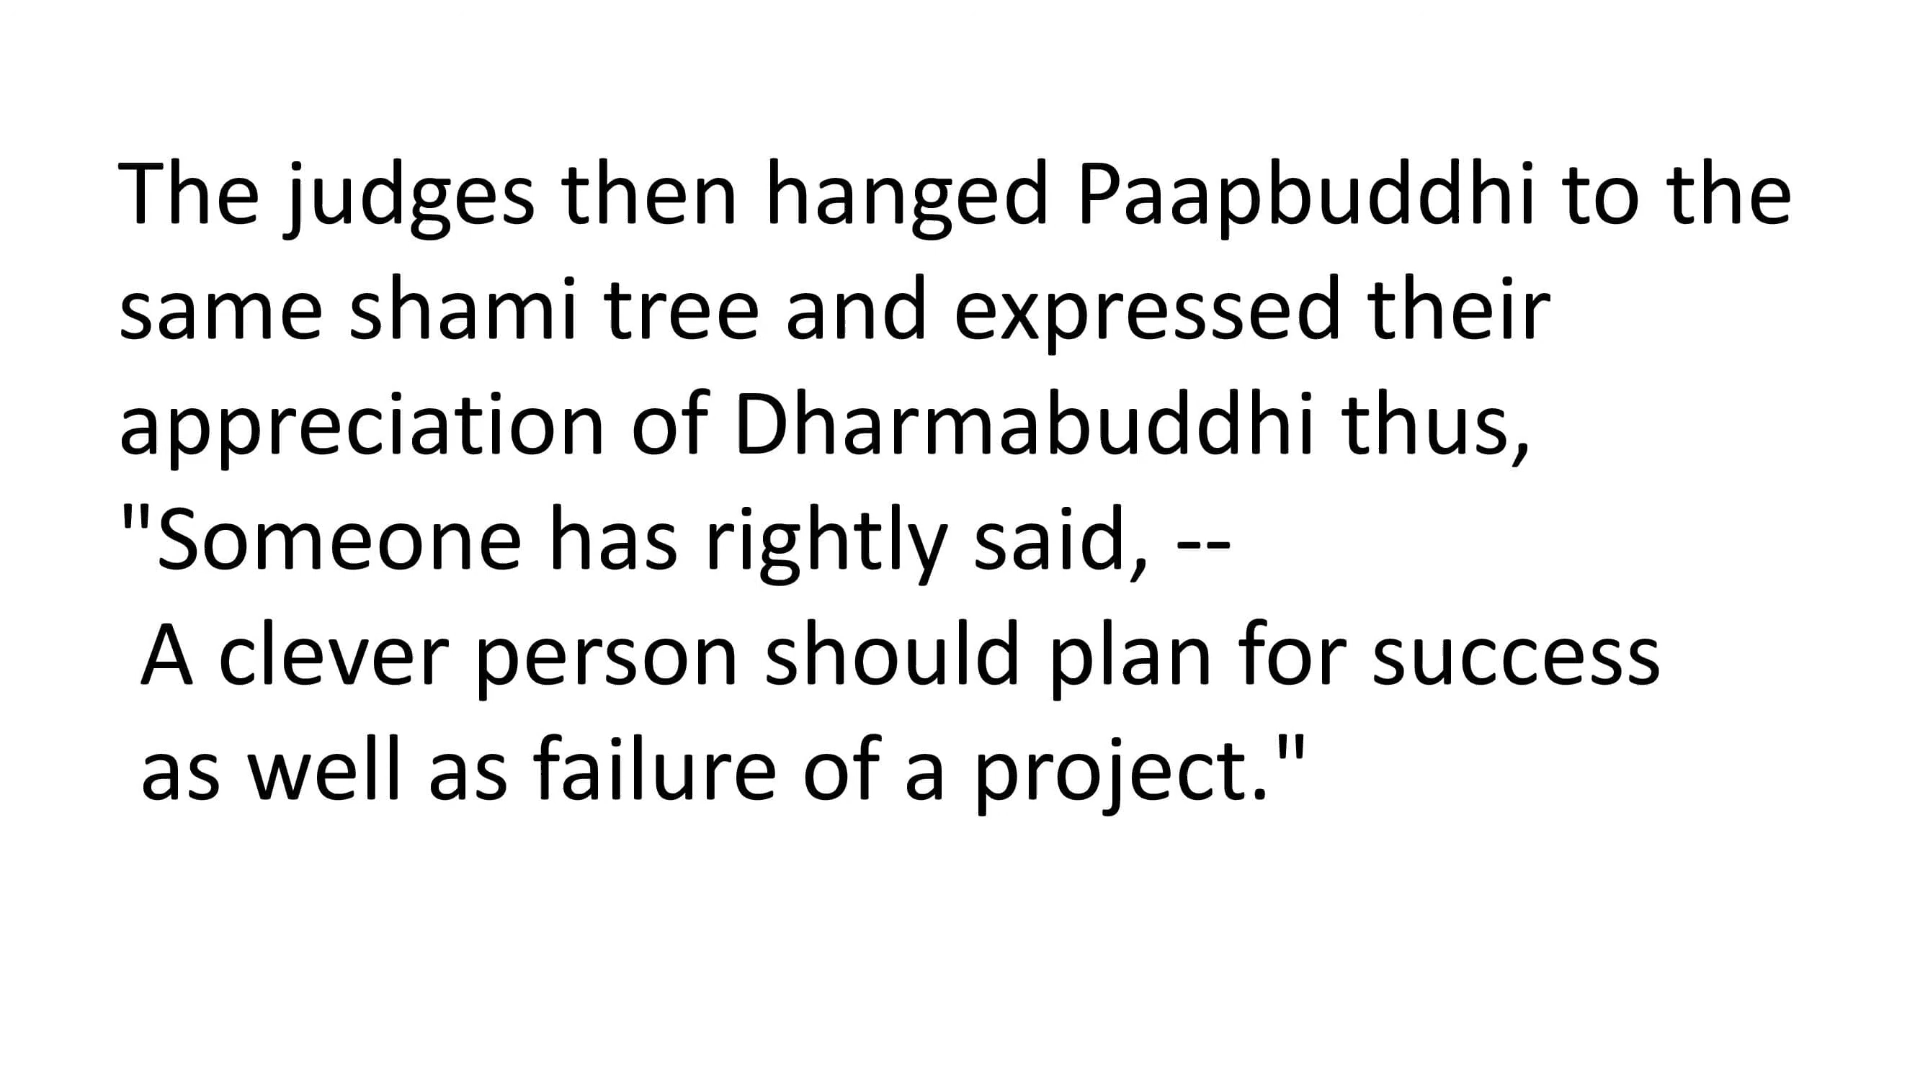 The judges then hanged Paapbuddhi to the
same shami tree and expressed their
appreciation of Dharmabuddhi thus,
"Someone has rightly said, --
A clever person should plan for success
as well as failure of a project."